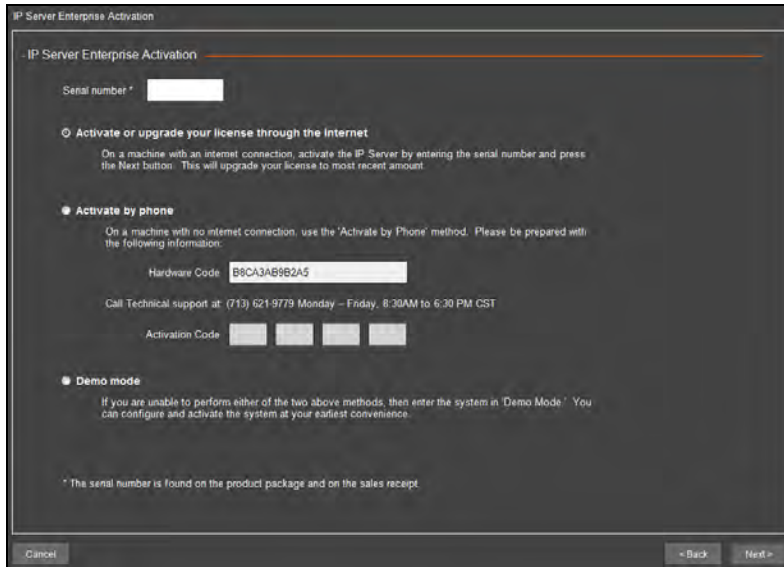 IP Server Enterprise Activation
IP Server Enterprise Activation
Serial number *
Activate or upgrade your license through the internet
On a machine with an internet connection, activate the IP Server by entering the serial number and press
the Next button. This will upgrade your license to most recent amount.
Activate by phone
On a machine with no internet connection, use the 'Activate by Phone' method. Please be prepared with
the following information:
Hardware Code B8CA3AB9B2A5
Call Technical support at: (713) 621-9779 Monday – Friday, 8:30AM to 6:30 PM CST
Activation Code
Demo mode
If you are unable to perform either of the two above methods, then enter the system in 'Demo Mode.' You
can configure and activate the system at your earliest convenience.
* The serial number is found on the product package and on the sales receipt.
Cancel < Back Next >